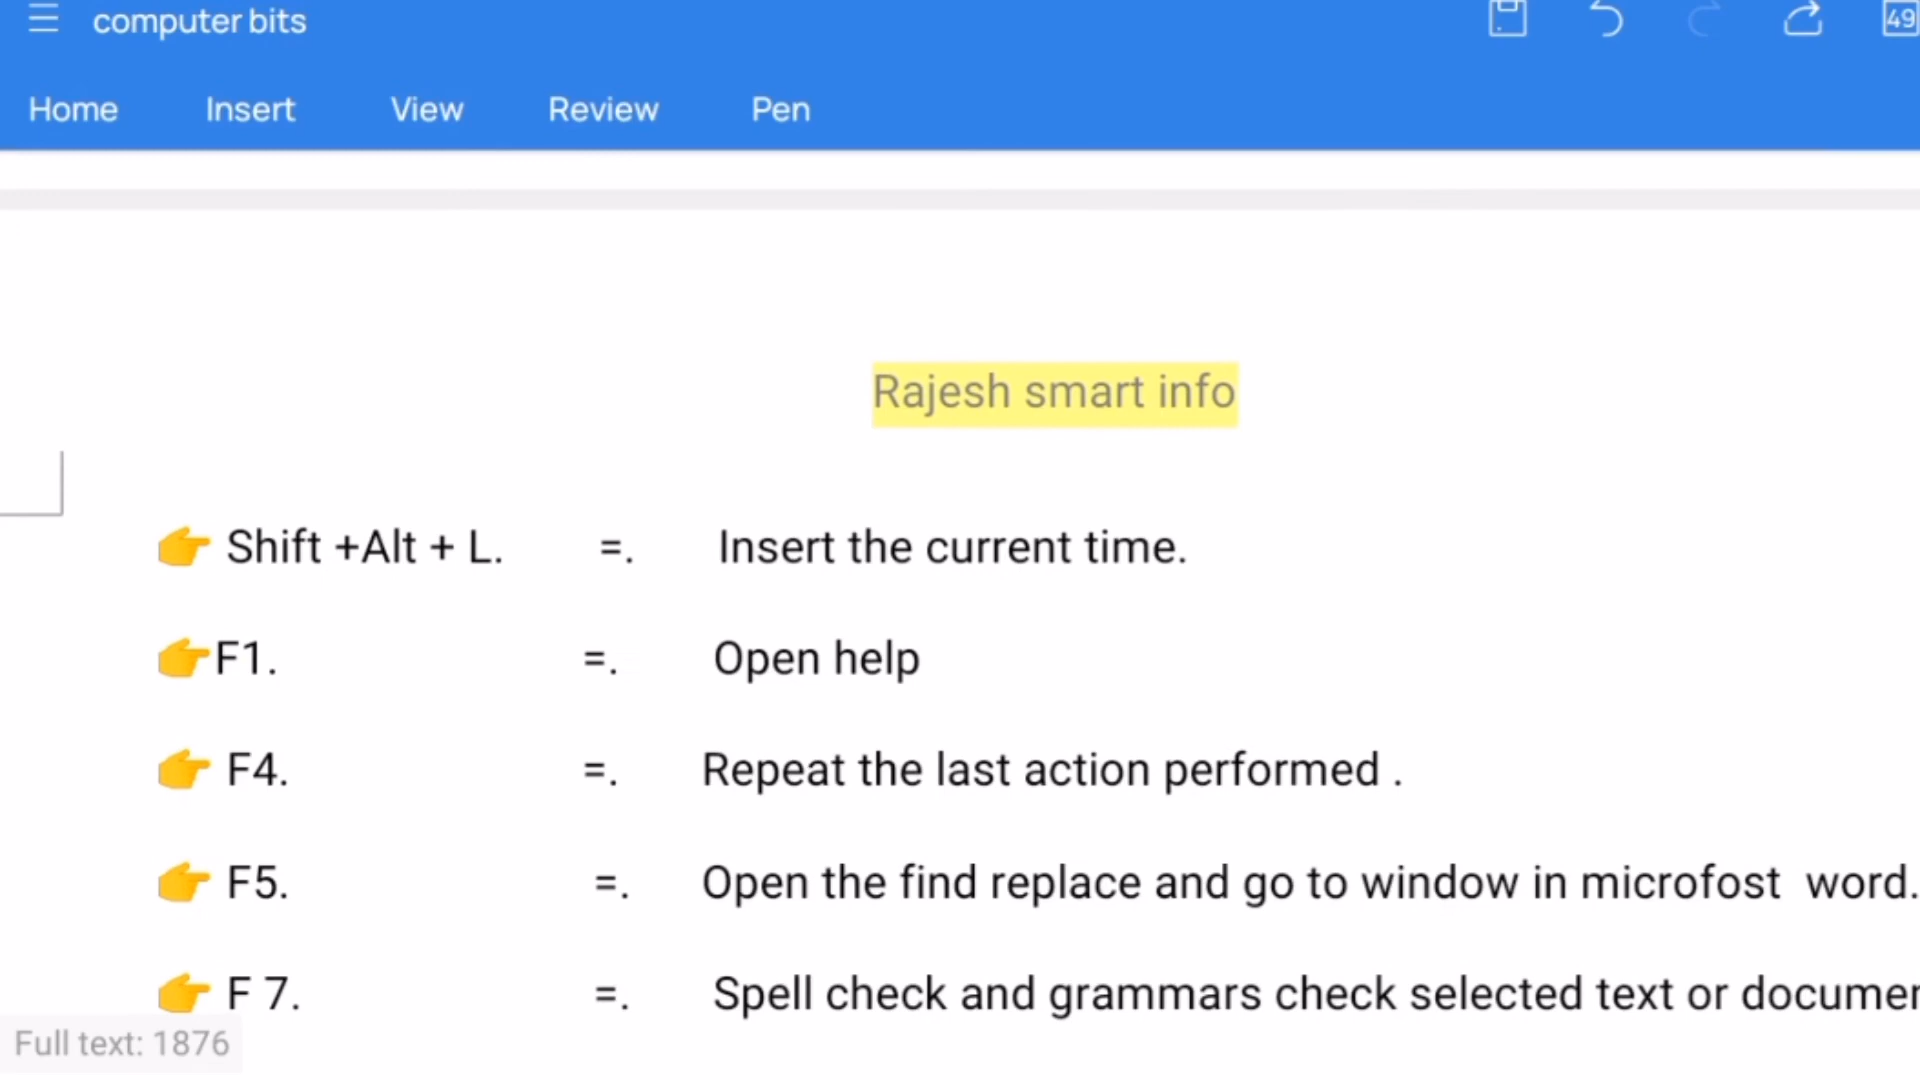 computer bits
49
Home Insert View Review Pen
Rajesh smart info
👉 Shift +Alt + L. =. Insert the current time.
👉F1. =. Open help
👉 F4. =. Repeat the last action performed .
👉 F5. =. Open the find replace and go to window in microfost word.
👉 F 7. =. Spell check and grammars check selected text or
Full text: 1876